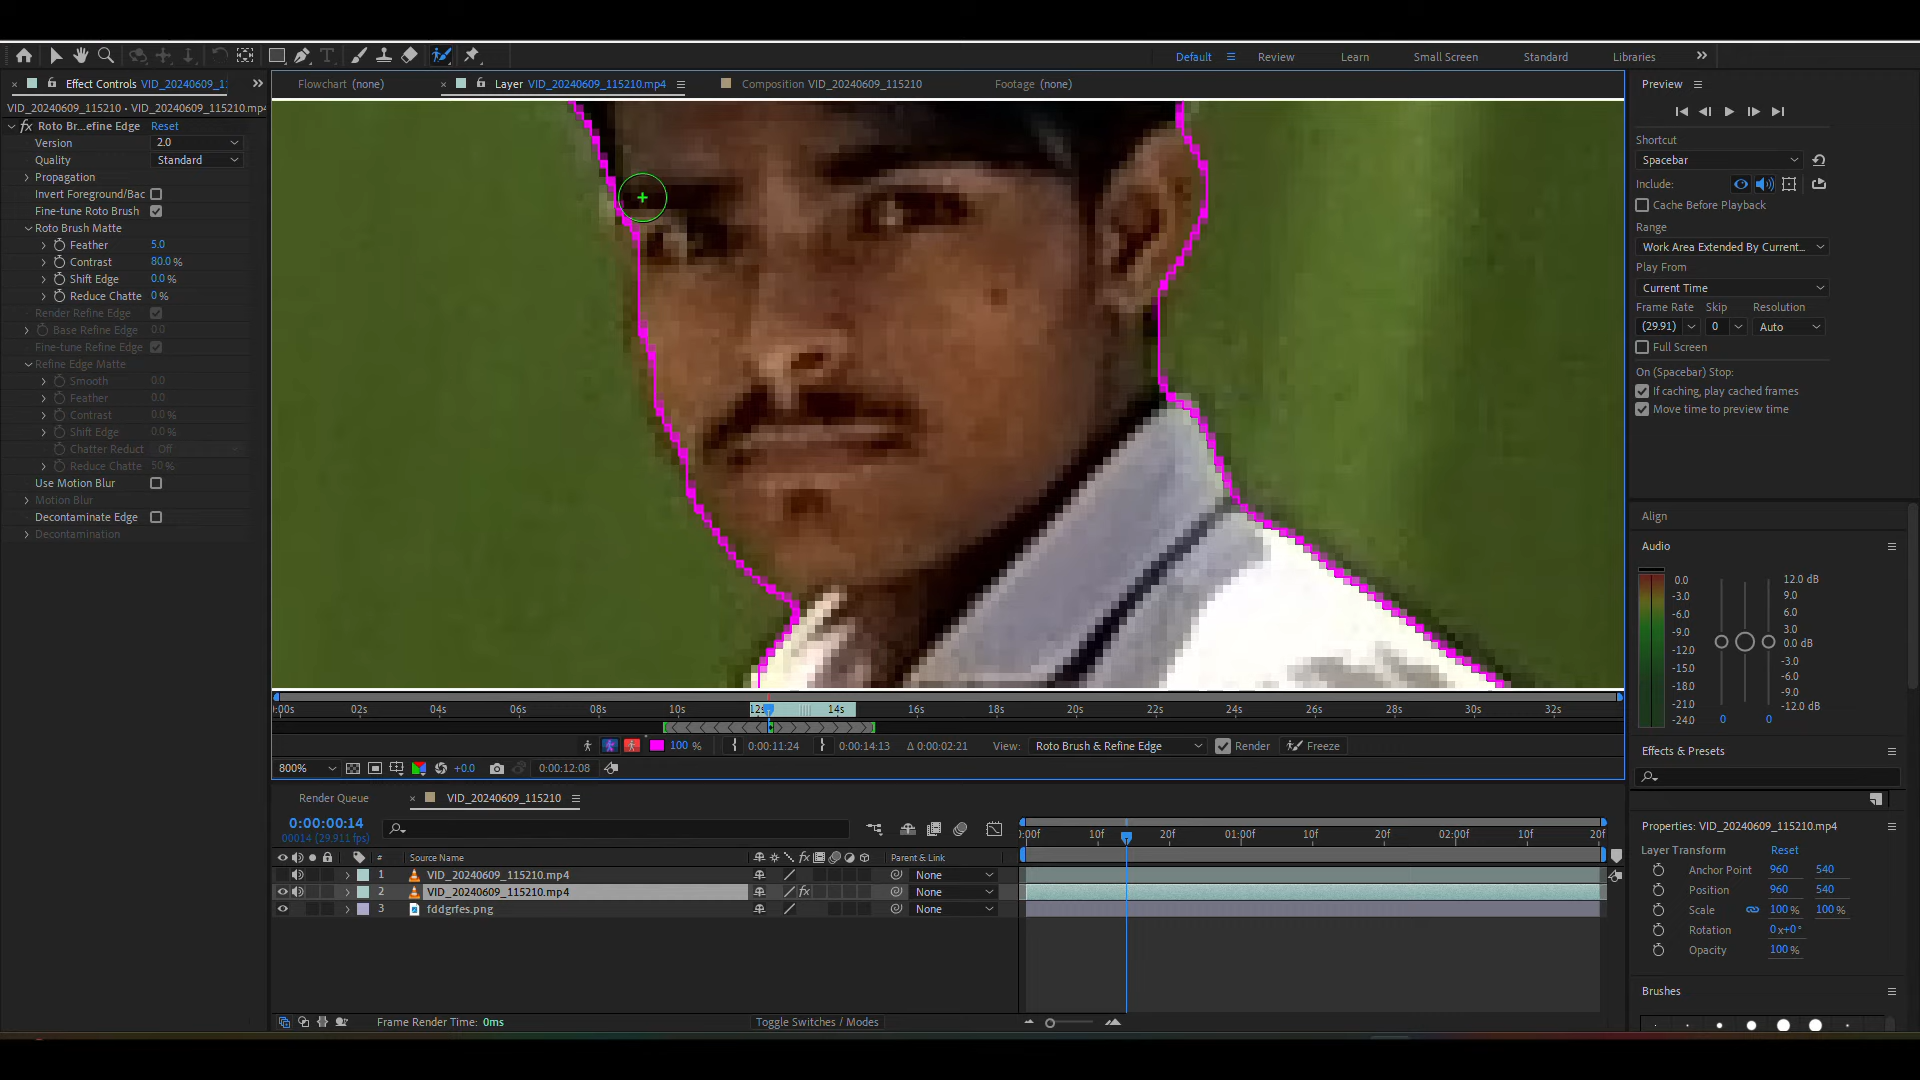 Default
Review
Learn
Small Screen
Standard
Libraries
Effect Controls VID_20240609_1
Flowchart (none)
Layer VID_20240609_115210.mp4
Composition VID_20240609_115210
Footage (none)
Preview
VID_20240609_115210 • VID_20240609_115210.mp4
fx Roto Br...efine Edge Reset
Version 2.0
Quality Standard
Propagation
Invert Foreground/Bac
Fine-tune Roto Brush
Roto Brush Matte
Feather 5.0
Contrast 80.0 %
Shift Edge 0.0 %
Reduce Chatte 0 %
Render Refine Edge
Base Refine Edge 0.0
Fine-tune Refine Edge
Refine Edge Matte
Smooth 0.0
Feather 0.0
Contrast 0.0 %
Shift Edge 0.0 %
Chatter Reduct Off
Reduce Chatte 50 %
Use Motion Blur
Motion Blur
Decontaminate Edge
Decontamination
Shortcut
Spacebar
Include:
Cache Before Playback
Range
Work Area Extended By Current...
Play From
Current Time
Frame Rate Skip Resolution
(29.91) 0 Auto
Full Screen
On (Spacebar) Stop:
If caching, play cached frames
Move time to preview time
Align
Audio
0.0
-3.0
-6.0
-9.0
-12.0
-15.0
-18.0
-21.0
-24.0
12.0 dB
9.0
6.0
3.0
0.0 dB
-3.0
-6.0
-9.0
-12.0 dB
0 0
:00s 02s 04s 06s 08s 10s 12s 14s 16s 18s 20s 22s 24s 26s 28s 30s 32s
100 % 0:00:11:24 0:00:14:13 Δ 0:00:02:21 View: Roto Brush & Refine Edge Render Freeze
800% +0.0 0:00:12:08
Effects & Presets
Render Queue
VID_20240609_115210
0:00:00:14
00014 (29.911 fps)
:00f 10f 20f 01:00f 10f 20f 02:00f 10f 20f
# Source Name fx Parent & Link
1 VID_20240609_115210.mp4 None
2 VID_20240609_115210.mp4 fx None
3 fddgrfes.png None
Properties: VID_20240609_115210.mp4
Layer Transform Reset
Anchor Point 960 540
Position 960 540
Scale 100 % 100 %
Rotation 0x+0°
Opacity 100 %
Brushes
Frame Render Time: 0ms
Toggle Switches / Modes